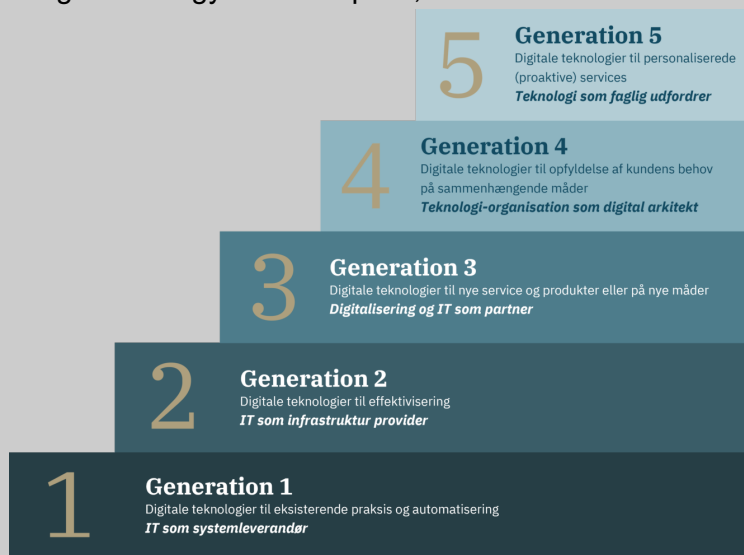 5
Generation 5
Digitale teknologier til personaliserede
(proaktive) services
Teknologi som faglig udfordrer
4
Generation 4
Digitale teknologier til opfyldelse af kundens behov
på sammenhængende måder
Teknologi-organisation som digital arkitekt
3
Generation 3
Digitale teknologier til nye service og produkter eller på nye måder
Digitalisering og IT som partner
2
Generation 2
Digitale teknologier til effektivisering
IT som infrastruktur provider
1
Generation 1
Digitale teknologier til eksisterende praksis og automatisering
IT som systemleverandør